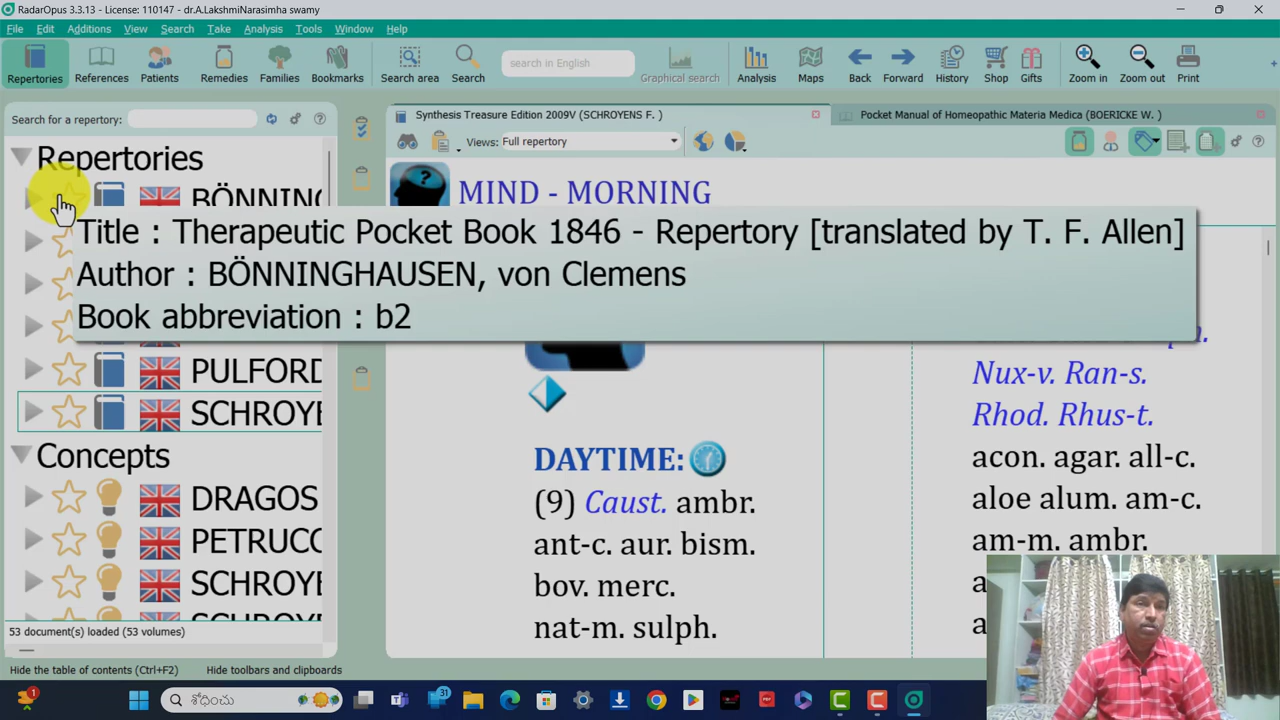 RadarOpus 3.3.13 - License: 110147 - dr.A.LakshmiNarasimha swamy
File Edit Additions View Search Take Analysis Tools Window Help
Repertories References Patients Remedies Families Bookmarks Search area Search search in English Graphical search Analysis Maps Back Forward History Shop Gifts Zoom in Zoom out Print
Search for a repertory:
Synthesis Treasure Edition 2009V (SCHROYENS F. )
Pocket Manual of Homeopathic Materia Medica (BOERICKE W. )
Views: Full repertory
Repertories
BÖNNING
MIND - MORNING
Title : Therapeutic Pocket Book 1846 - Repertory [translated by T. F. Allen]
Author : BÖNNINGHAUSEN, von Clemens
Book abbreviation : b2
PULFORD
SCHROYE
Concepts
DRAGOS
PETRUCC
SCHROYE
DAYTIME:
(9) Caust. ambr.
ant-c. aur. bism.
bov. merc.
nat-m. sulph.
Nux-v. Ran-s.
Rhod. Rhus-t.
acon. agar. all-c.
aloe alum. am-c.
am-m. ambr.
53 document(s) loaded (53 volumes)
Hide the table of contents (Ctrl+F2) Hide toolbars and clipboards
1
శోధించు
31